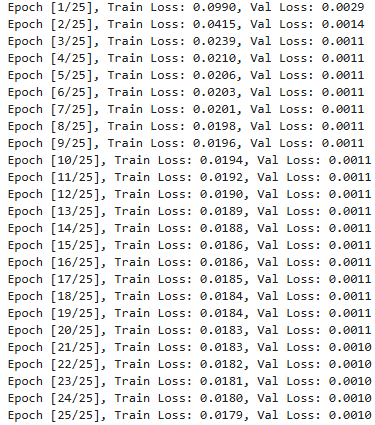 Epoch [1/25], Train Loss: 0.0990, Val Loss: 0.0029
Epoch [2/25], Train Loss: 0.0415, Val Loss: 0.0014
Epoch [3/25], Train Loss: 0.0239, Val Loss: 0.0011
Epoch [4/25], Train Loss: 0.0210, Val Loss: 0.0011
Epoch [5/25], Train Loss: 0.0206, Val Loss: 0.0011
Epoch [6/25], Train Loss: 0.0203, Val Loss: 0.0011
Epoch [7/25], Train Loss: 0.0201, Val Loss: 0.0011
Epoch [8/25], Train Loss: 0.0198, Val Loss: 0.0011
Epoch [9/25], Train Loss: 0.0196, Val Loss: 0.0011
Epoch [10/25], Train Loss: 0.0194, Val Loss: 0.0011
Epoch [11/25], Train Loss: 0.0192, Val Loss: 0.0011
Epoch [12/25], Train Loss: 0.0190, Val Loss: 0.0011
Epoch [13/25], Train Loss: 0.0189, Val Loss: 0.0011
Epoch [14/25], Train Loss: 0.0188, Val Loss: 0.0011
Epoch [15/25], Train Loss: 0.0186, Val Loss: 0.0011
Epoch [16/25], Train Loss: 0.0186, Val Loss: 0.0011
Epoch [17/25], Train Loss: 0.0185, Val Loss: 0.0011
Epoch [18/25], Train Loss: 0.0184, Val Loss: 0.0011
Epoch [19/25], Train Loss: 0.0184, Val Loss: 0.0011
Epoch [20/25], Train Loss: 0.0183, Val Loss: 0.0011
Epoch [21/25], Train Loss: 0.0183, Val Loss: 0.0010
Epoch [22/25], Train Loss: 0.0182, Val Loss: 0.0010
Epoch [23/25], Train Loss: 0.0181, Val Loss: 0.0010
Epoch [24/25], Train Loss: 0.0180, Val Loss: 0.0010
Epoch [25/25], Train Loss: 0.0179, Val Loss: 0.0010